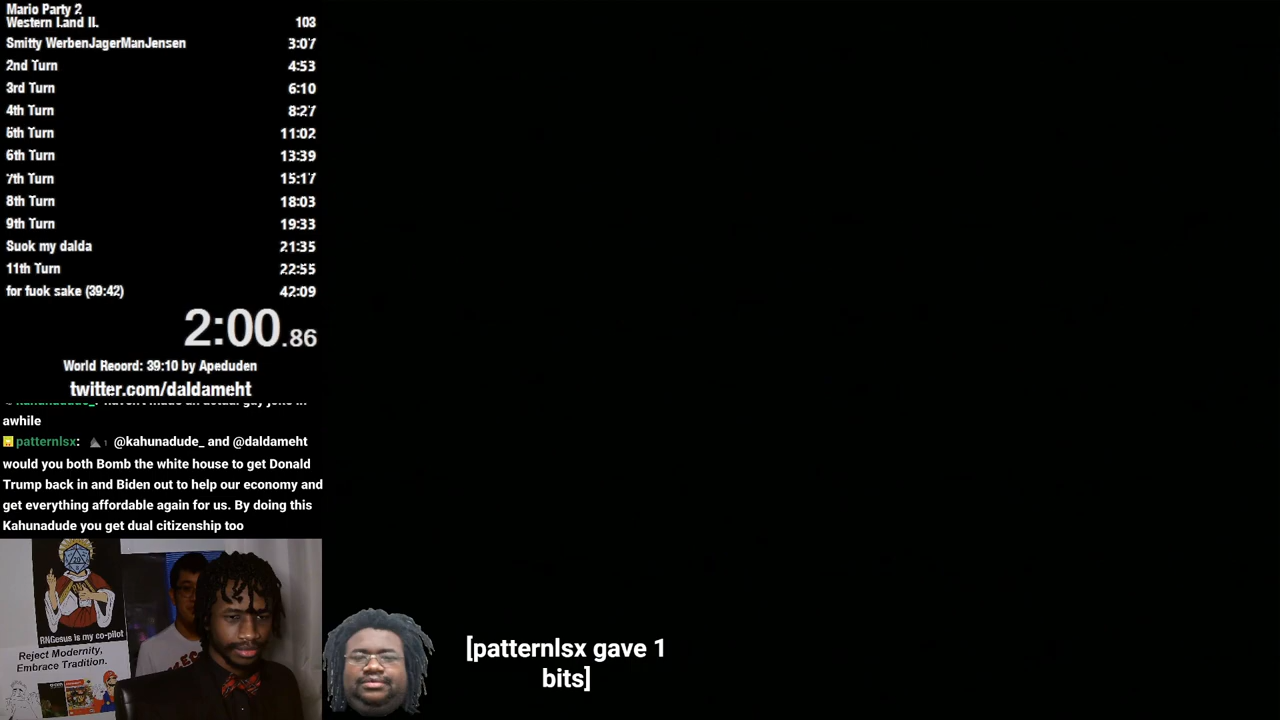 Mario Party 2
Western Land II. 103
Smitty WerbenJagerManJensen 3:07
2nd Turn 4:53
3rd Turn 6:10
4th Turn 8:27
5th Turn 11:02
6th Turn 13:39
7th Turn 15:17
8th Turn 18:03
9th Turn 19:33
Suok my dalda 21:35
11th Turn 22:55
for fuok sake (39:42) 42:09
2:00.86
World Reoord: 39:10 by Apeduden
twitter.com/daldameht
awhile
patternlsx: 1 @kahunadude_ and @daldameht
would you both Bomb the white house to get Donald
Trump back in and Biden out to help our economy and
get everything affordable again for us. By doing this
Kahunadude you get dual citizenship too
RNGesus is my co-pilot
Reject Modernity,
Embrace Tradition.
[patternlsx gave 1
bits]